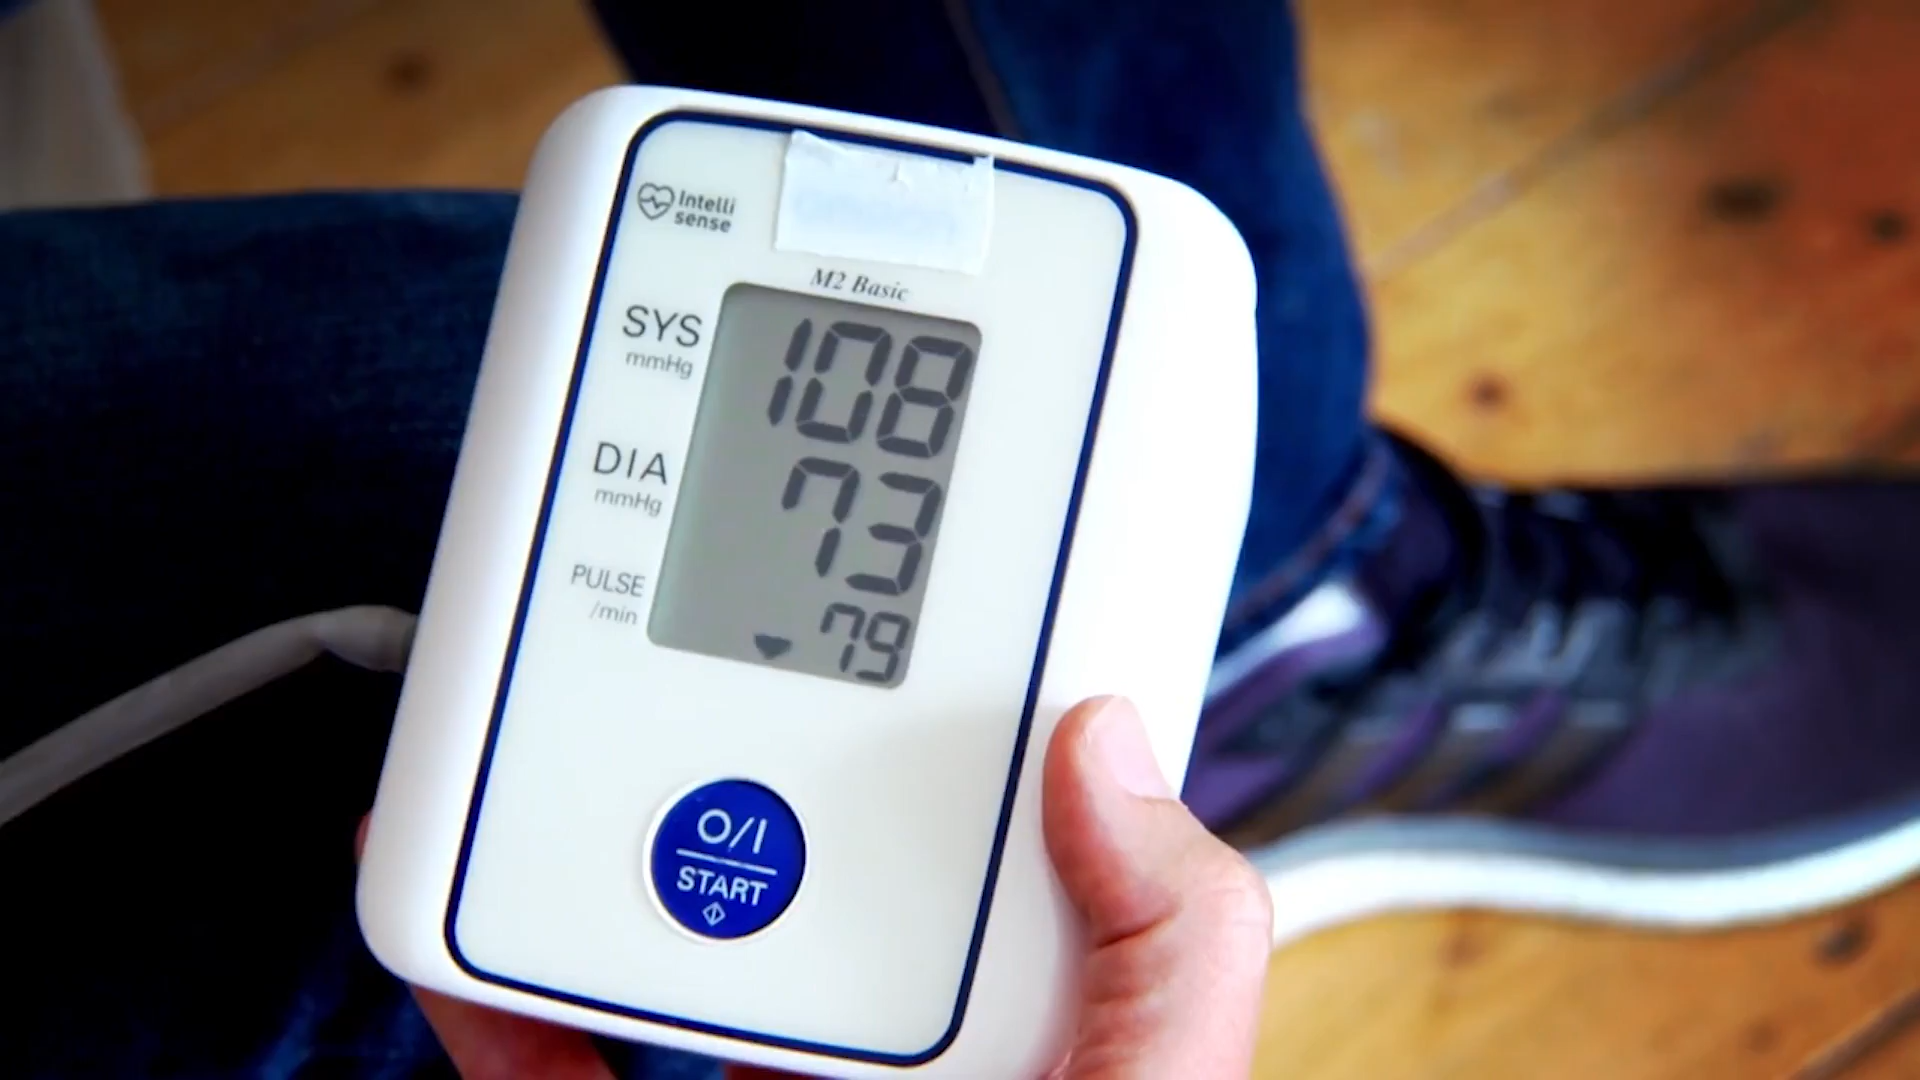 Intelli
sense
M2 Basic
SYS
mmHg
108
DIA
mmHg
73
PULSE
/min
79
O/I
START